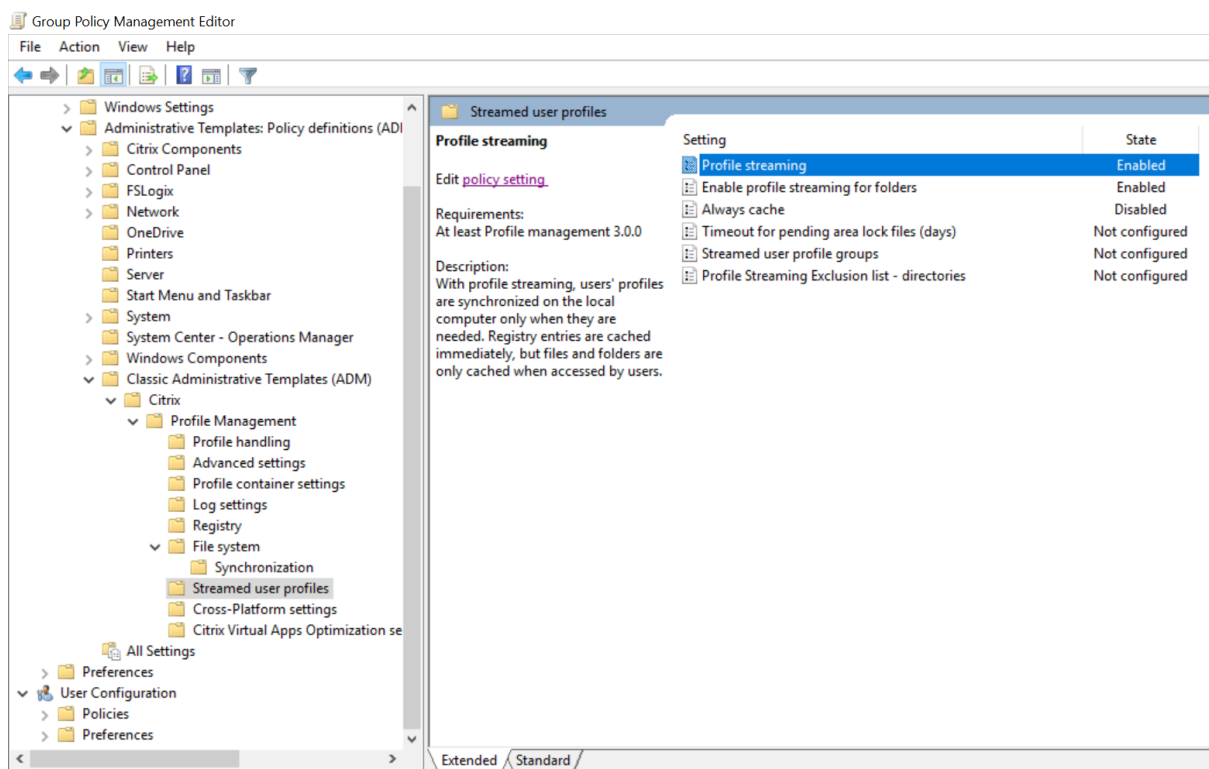 Group Policy Management Editor
File Action View Help
Windows Settings
Administrative Templates: Policy definitions (ADI
Citrix Components
Control Panel
FSLogix
Network
OneDrive
Printers
Server
Start Menu and Taskbar
System
System Center - Operations Manager
Windows Components
Classic Administrative Templates (ADM)
Citrix
Profile Management
Profile handling
Advanced settings
Profile container settings
Log settings
Registry
File system
Synchronization
Streamed user profiles
Cross-Platform settings
Citrix Virtual Apps Optimization se
All Settings
Preferences
User Configuration
Policies
Preferences
Streamed user profiles
Profile streaming
Edit policy setting
Requirements:
At least Profile management 3.0.0
Description:
With profile streaming, users' profiles
are synchronized on the local
computer only when they are
needed. Registry entries are cached
immediately, but files and folders are
only cached when accessed by users.
Setting State
Profile streaming Enabled
Enable profile streaming for folders Enabled
Always cache Disabled
Timeout for pending area lock files (days) Not configured
Streamed user profile groups Not configured
Profile Streaming Exclusion list - directories Not configured
Extended Standard